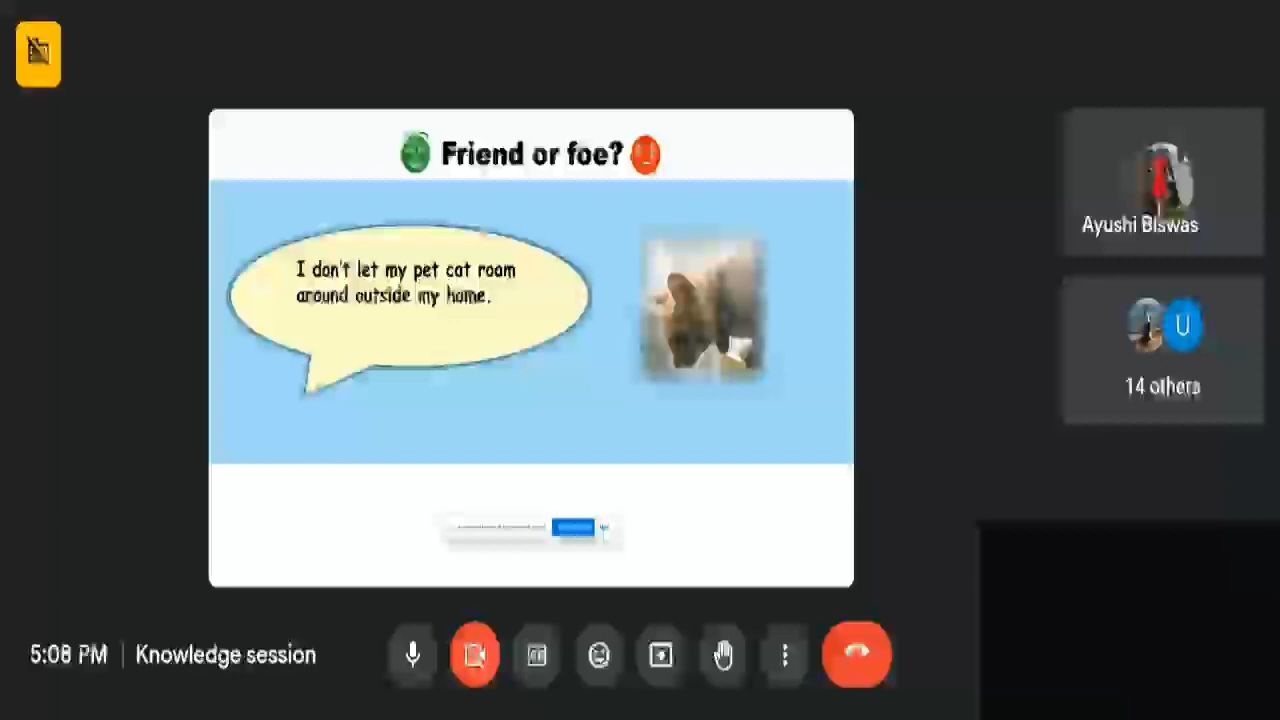 Friend or foe?
I don't let my pet cat roam
around outside my home.
Ayushi Biswas
U
14 others
5:08 PM | Knowledge session